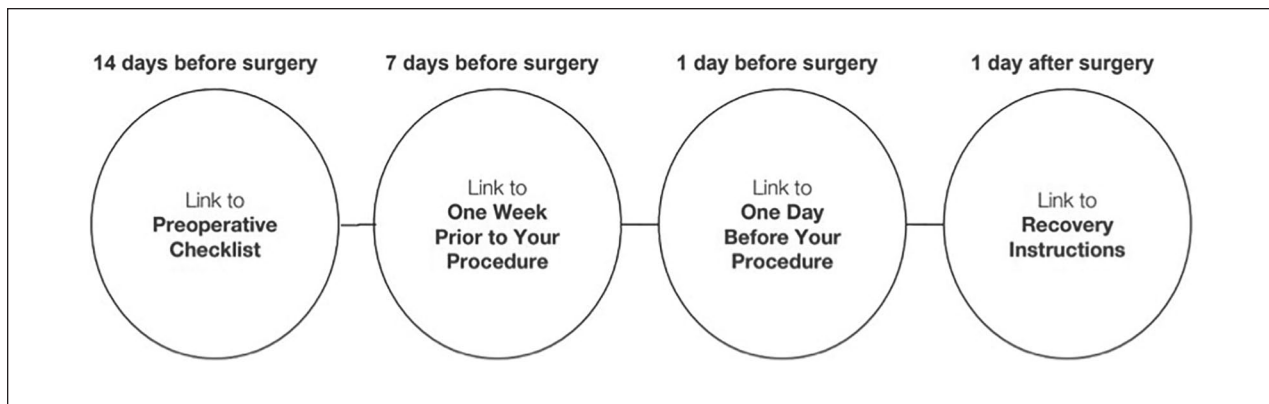 14 days before surgery
7 days before surgery
1 day before surgery
1 day after surgery
Link to
Preoperative
Checklist
Link to
One Week
Prior to Your
Procedure
Link to
One Day
Before Your
Procedure
Link to
Recovery
Instructions